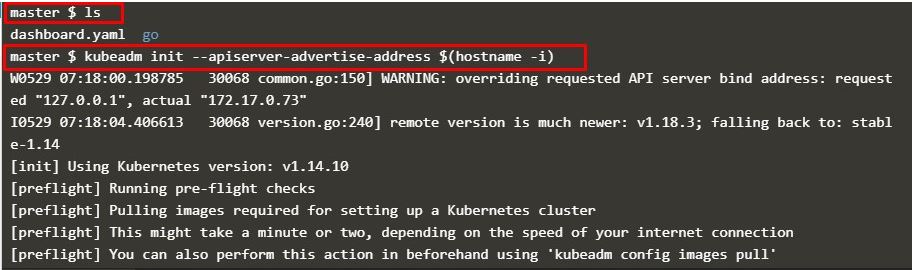 master $ ls
dashboard.yaml  go
master $ kubeadm init --apiserver-advertise-address $(hostname -i)
W0529 07:18:00.198785   30068 common.go:150] WARNING: overriding requested API server bind address: request
ed "127.0.0.1", actual "172.17.0.73"
I0529 07:18:04.406613   30068 version.go:240] remote version is much newer: v1.18.3; falling back to: stabl
e-1.14
[init] Using Kubernetes version: v1.14.10
[preflight] Running pre-flight checks
[preflight] Pulling images required for setting up a Kubernetes cluster
[preflight] This might take a minute or two, depending on the speed of your internet connection
[preflight] You can also perform this action in beforehand using 'kubeadm config images pull'